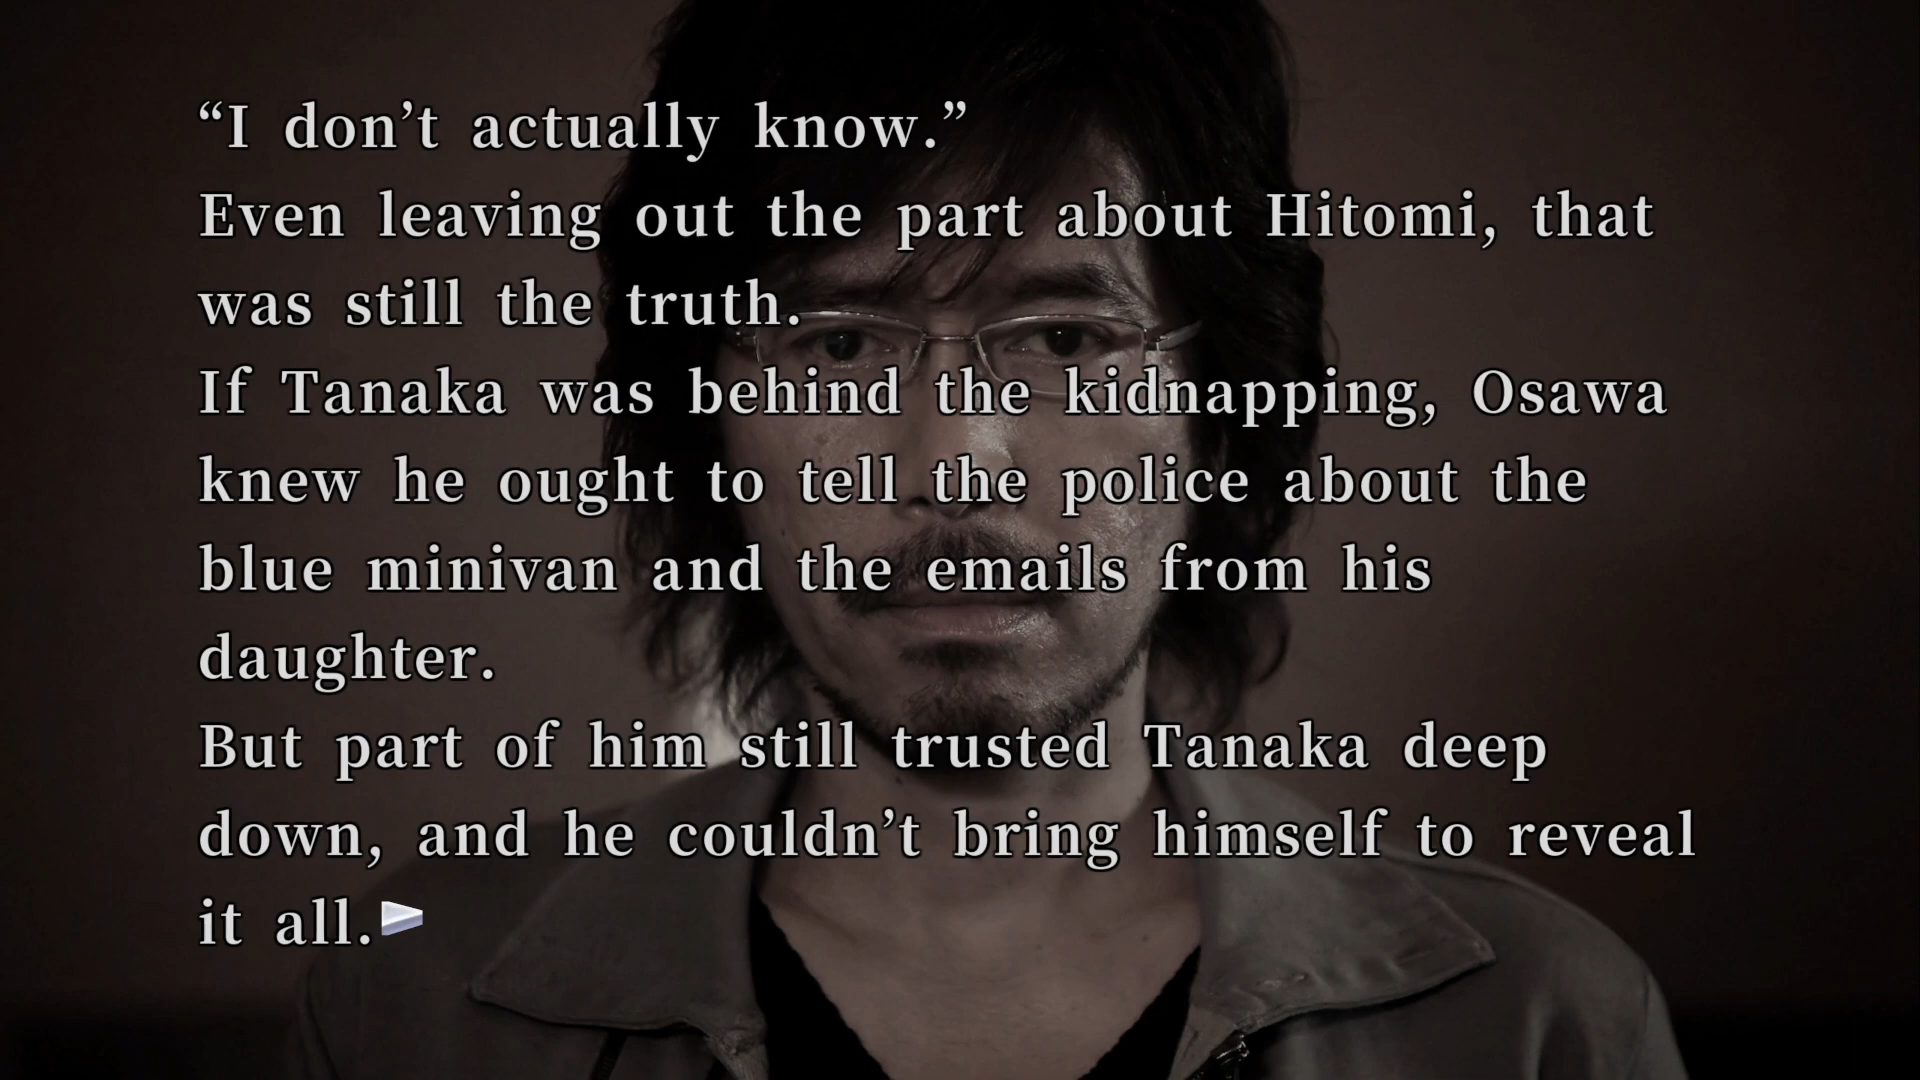 “I don’t actually know.”
Even leaving out the part about Hitomi, that
was still the truth.
If Tanaka was behind the kidnapping, Osawa
knew he ought to tell the police about the
blue minivan and the emails from his
daughter.
But part of him still trusted Tanaka deep
down, and he couldn’t bring himself to reveal
it all.